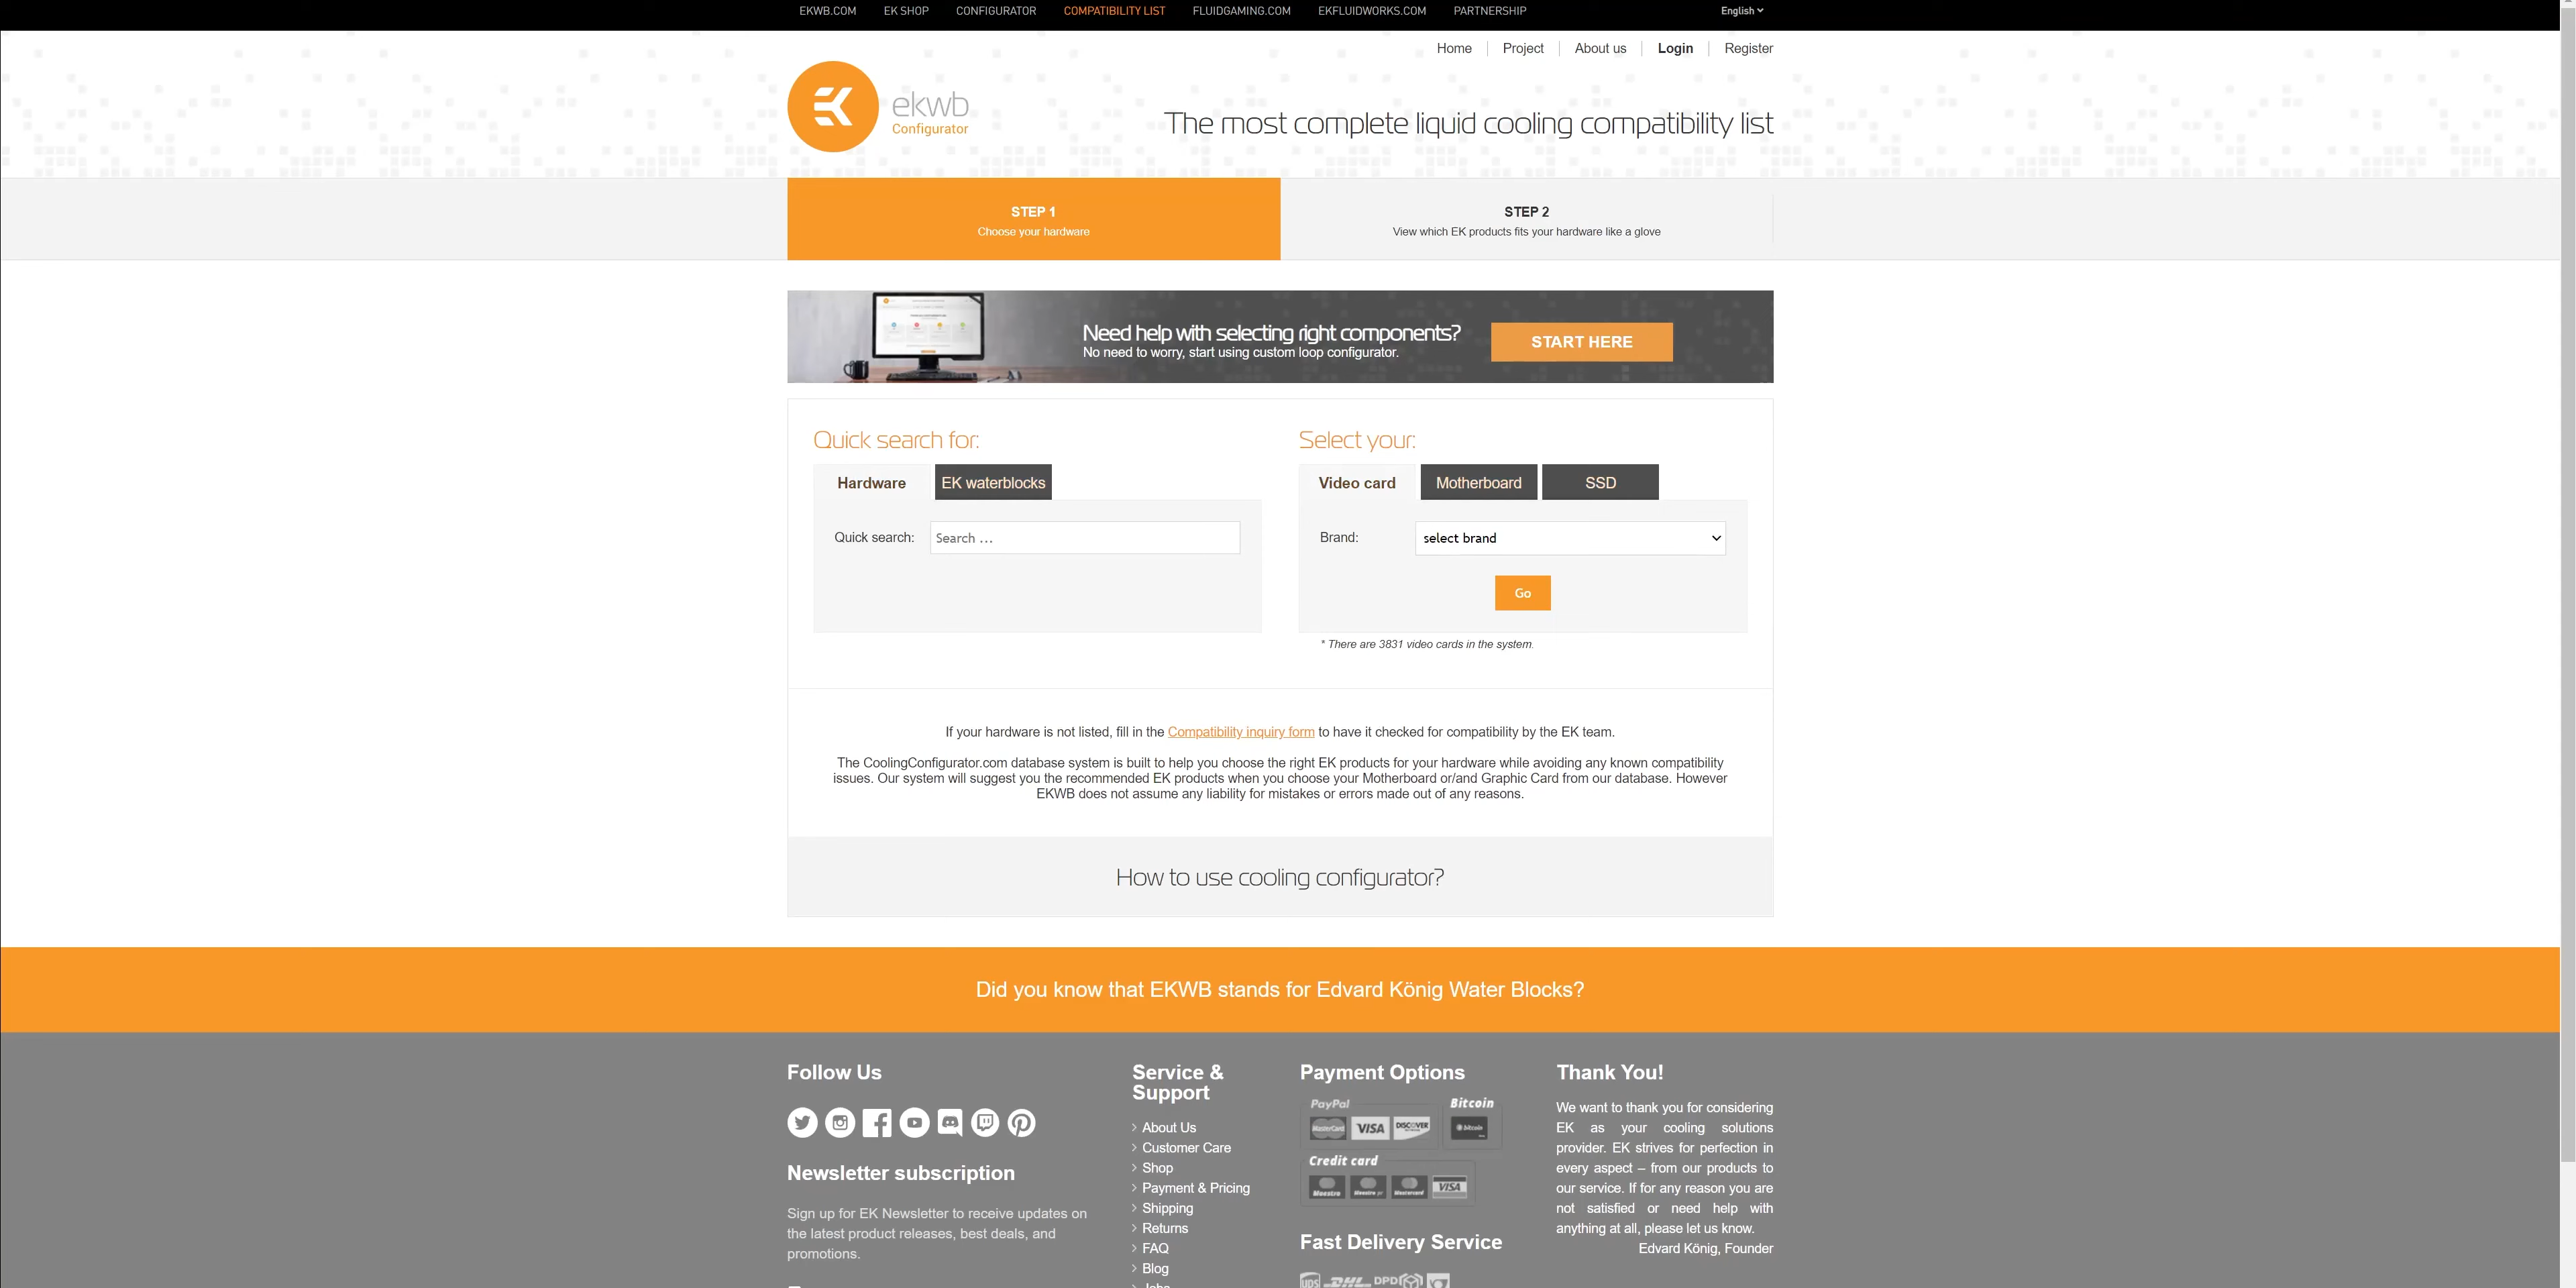 EKWB.COM EK SHOP CONFIGURATOR COMPATIBILITY LIST FLUIDGAMING.COM EKFLUIDWORKS.COM PARTNERSHIP English
Home Project About us Login Register
ekwb
Configurator
The most complete liquid cooling compatibility list
STEP 1
Choose your hardware
STEP 2
View which EK products fits your hardware like a glove
Need help with selecting right components?
No need to worry, start using custom loop configurator.
START HERE
Quick search for:
Hardware EK waterblocks
Quick search: Search ...
Select your:
Video card Motherboard SSD
Brand: select brand
Go
* There are 3831 video cards in the system.
If your hardware is not listed, fill in the Compatibility inquiry form to have it checked for compatibility by the EK team.
The CoolingConfigurator.com database system is built to help you choose the right EK products for your hardware while avoiding any known compatibility
issues. Our system will suggest you the recommended EK products when you choose your Motherboard or/and Graphic Card from our database. However
EKWB does not assume any liability for mistakes or errors made out of any reasons.
How to use cooling configurator?
Did you know that EKWB stands for Edvard König Water Blocks?
Follow Us
Newsletter subscription
Sign up for EK Newsletter to receive updates on
the latest product releases, best deals, and
promotions.
Service &
Support
About Us
Customer Care
Shop
Payment & Pricing
Shipping
Returns
FAQ
Blog
Payment Options
PayPal Bitcoin
MasterCard VISA DISCOVER bitcoin
Credit card
Maestro Maestro Mastercard VISA
Fast Delivery Service
UPS DHL DPD
Thank You!
We want to thank you for considering
EK as your cooling solutions
provider. EK strives for perfection in
every aspect – from our products to
our service. If for any reason you are
not satisfied or need help with
anything at all, please let us know.
Edvard König, Founder